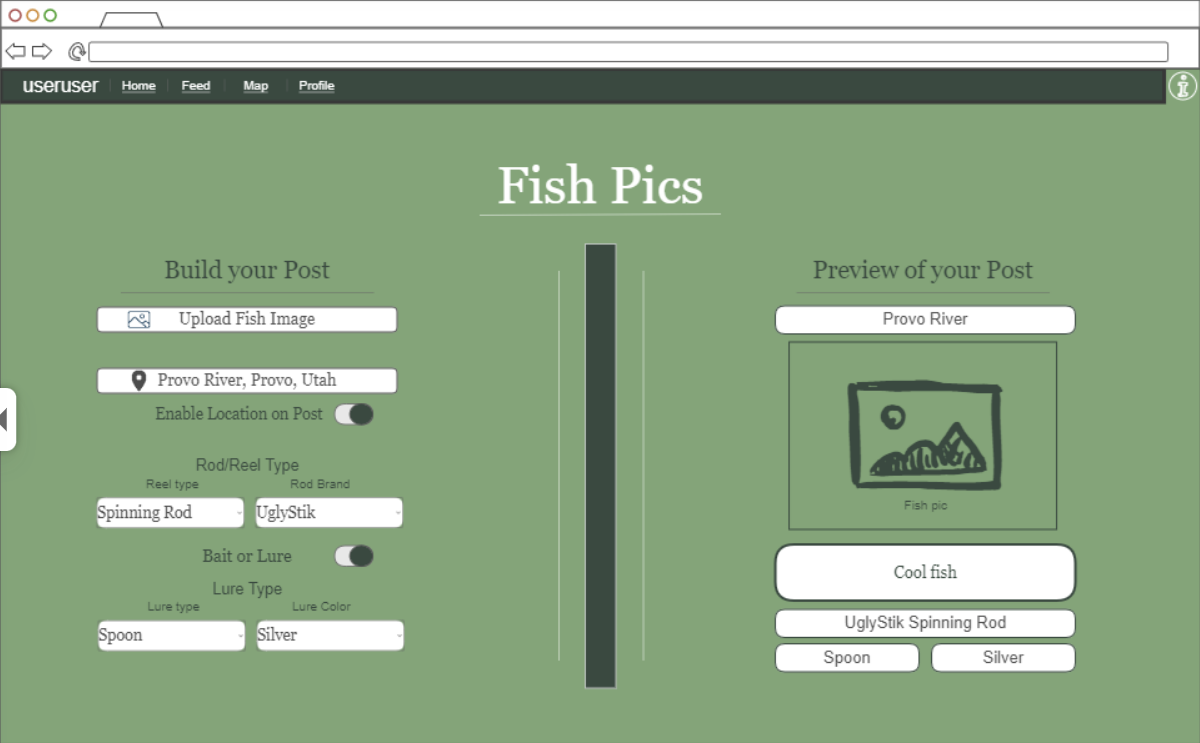 useruser Home Feed Map Profile
Fish Pics
Build your Post
Upload Fish Image
Provo River, Provo, Utah
Enable Location on Post
Rod/Reel Type
Reel type Rod Brand
Spinning Rod UglyStik
Bait or Lure
Lure Type
Lure type Lure Color
Spoon Silver
Preview of your Post
Provo River
Fish pic
Cool fish
UglyStik Spinning Rod
Spoon Silver